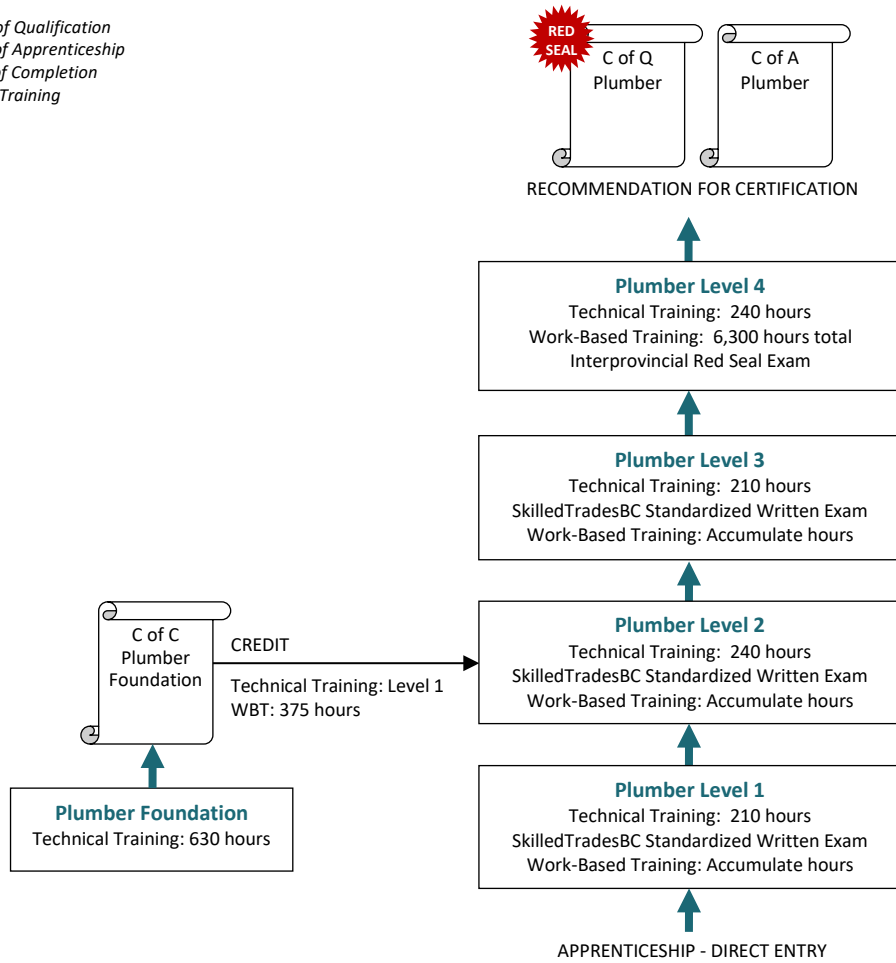 of Qualification
of Apprenticeship
of Completion
Training
RED
SEAL
C of Q
Plumber
C of A
Plumber
RECOMMENDATION FOR CERTIFICATION
Plumber Level 4
Technical Training: 240 hours
Work-Based Training: 6,300 hours total
Interprovincial Red Seal Exam
Plumber Level 3
Technical Training: 210 hours
SkilledTradesBC Standardized Written Exam
Work-Based Training: Accumulate hours
C of C
Plumber
Foundation
CREDIT
Technical Training: Level 1
WBT: 375 hours
Plumber Level 2
Technical Training: 240 hours
SkilledTradesBC Standardized Written Exam
Work-Based Training: Accumulate hours
Plumber Foundation
Technical Training: 630 hours
Plumber Level 1
Technical Training: 210 hours
SkilledTradesBC Standardized Written Exam
Work-Based Training: Accumulate hours
APPRENTICESHIP - DIRECT ENTRY